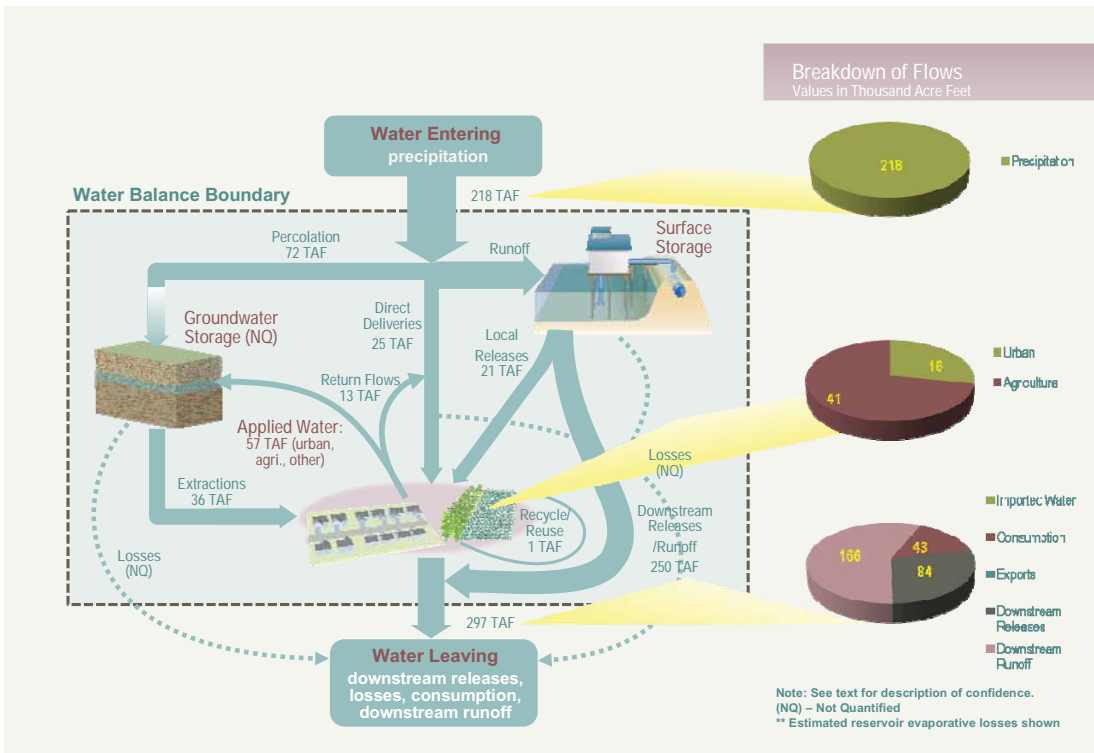 Breakdown of Flows
Values in Thousand Acre Feet
Water Entering
precipitation
218
Precipitation
Water Balance Boundary
218 TAF
Percolation
72 TAF
Runoff
Surface
Storage
Groundwater
Storage (NQ)
Direct
Deliveries
25 TAF
Local
Releases
21 TAF
Return Flows
13 TAF
Applied Water:
57 TAF (urban,
agri., other)
Extractions
36 TAF
Losses
(NQ)
Recycle/
Reuse
1 TAF
Losses
(NQ)
Downstream
Releases
/Runoff
250 TAF
297 TAF
Water Leaving
downstream releases,
losses, consumption,
downstream runoff
16
41
Urban
Agriculture
166
43
84
Imported Water
Consumption
Exports
Downstream
Releases
Downstream
Runoff
Note: See text for description of confidence.
(NQ) – Not Quantified
** Estimated reservoir evaporative losses shown